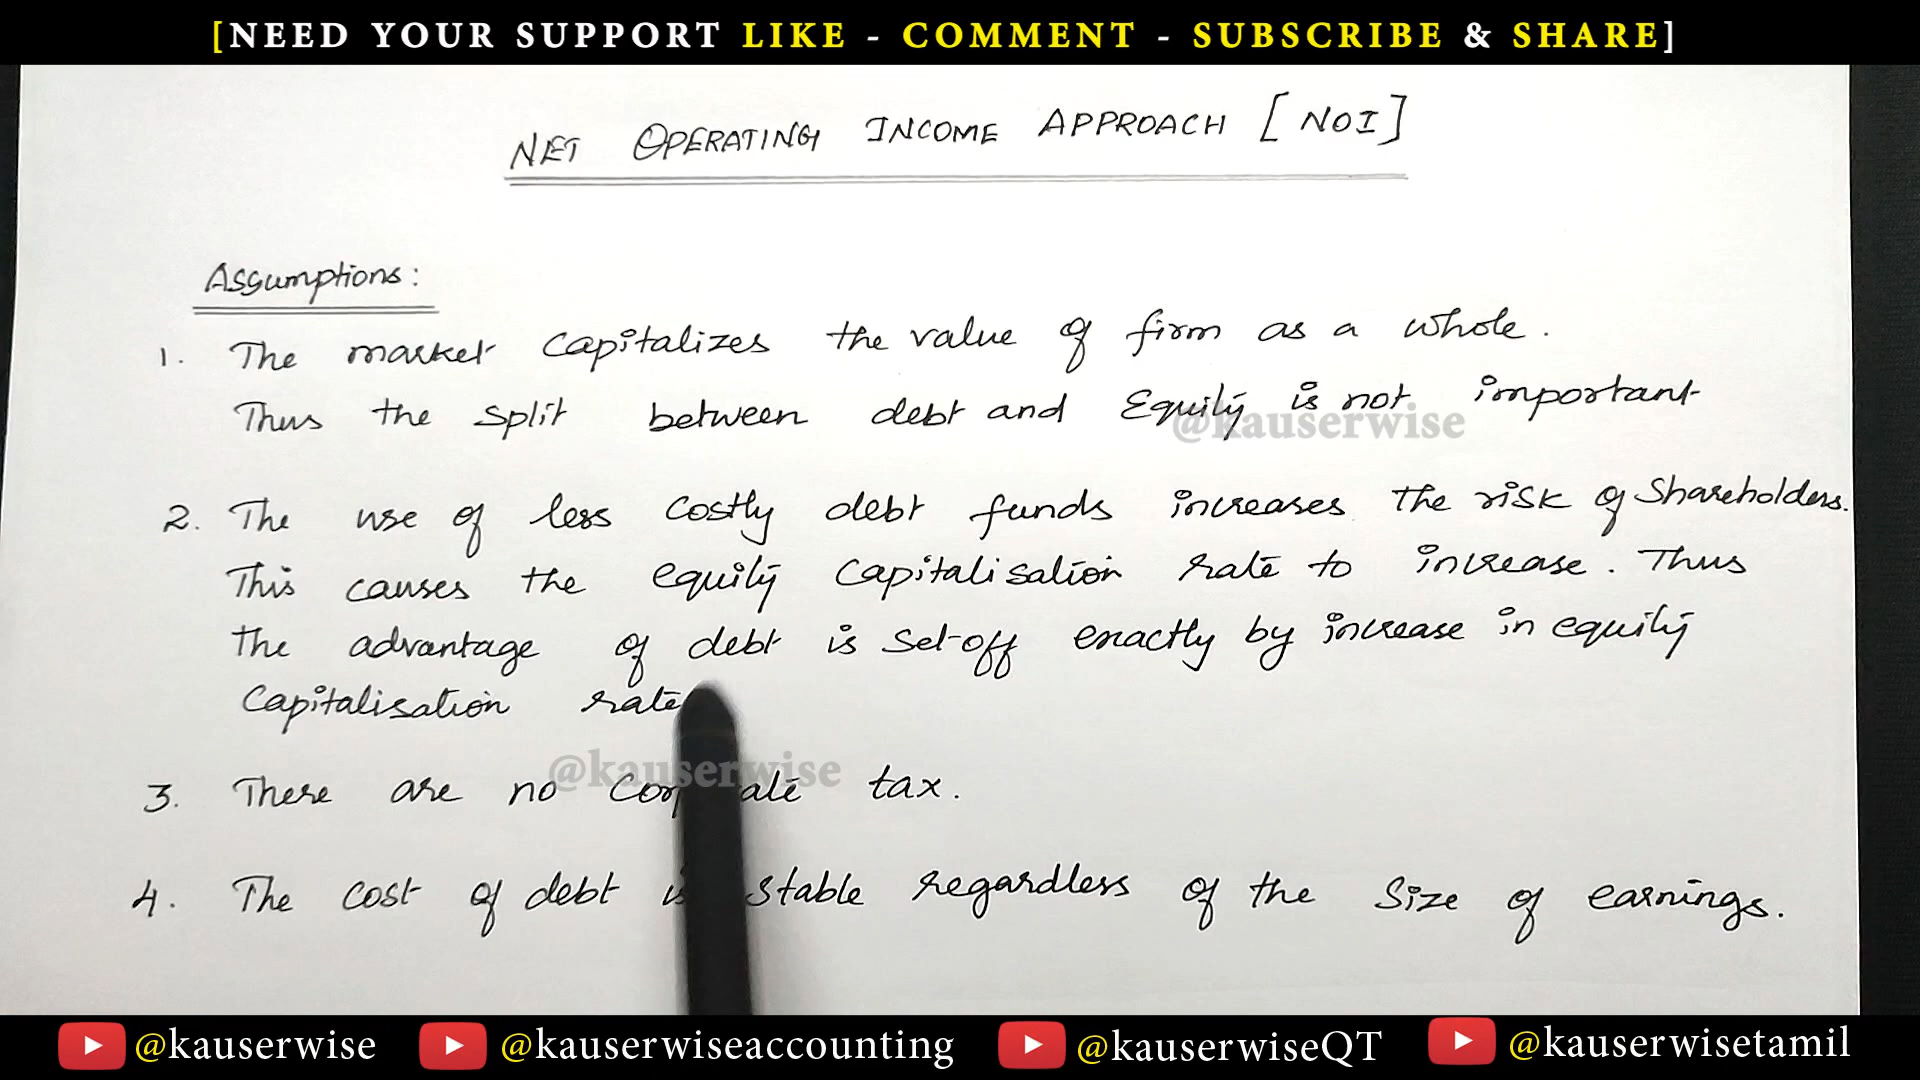 [NEED YOUR SUPPORT LIKE - COMMENT - SUBSCRIBE & SHARE]
NET OPERATING INCOME APPROACH [NOI]
Assumptions:
1. The market capitalizes the value of firm as a whole.
Thus the split between debt and Equity is not important
@kauserwise
2. The use of less costly debt funds increases the risk of Shareholders.
This causes the equity capitalisation rate to increase. Thus
the advantage of debt is set-off exactly by increase in equity
Capitalisation rate
@kauserwise
3. There are no tax.
4. The cost of debt stable regardless of the size of earnings.
@kauserwise @kauserwiseaccounting @kauserwiseQT @kauserwisetamil